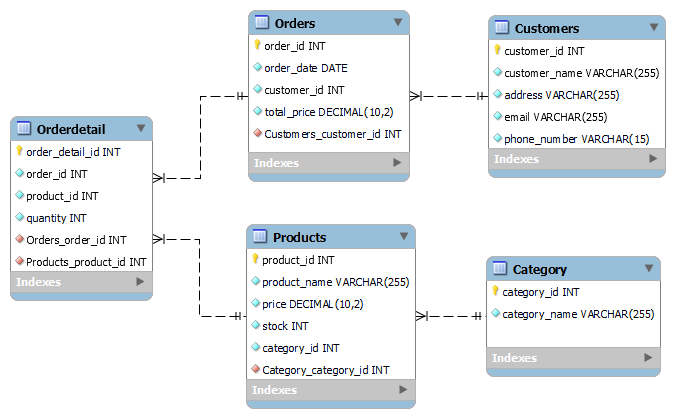 Orders
order_id INT
order_date DATE
customer_id INT
total_price DECIMAL(10,2)
Customers_customer_id INT
Indexes
Customers
customer_id INT
customer_name VARCHAR(255)
address VARCHAR(255)
email VARCHAR(255)
phone_number VARCHAR(15)
Indexes
Orderdetail
order_detail_id INT
order_id INT
product_id INT
quantity INT
Orders_order_id INT
Products_product_id INT
Indexes
Products
product_id INT
product_name VARCHAR(255)
price DECIMAL(10,2)
stock INT
category_id INT
Category_category_id INT
Indexes
Category
category_id INT
category_name VARCHAR(255)
Indexes